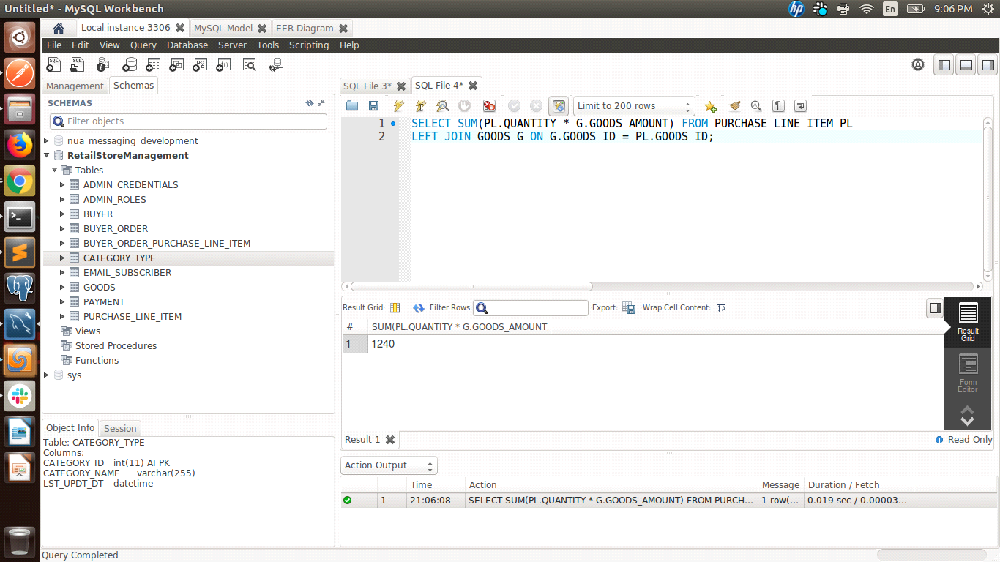 Untitled* - MySQL Workbench
En
9:06 PM
Local instance 3306
MySQL Model
EER Diagram
File Edit View Query Database Server Tools Scripting Help
Management
Schemas
SCHEMAS
Filter objects
nua_messaging_development
RetailStoreManagement
Tables
ADMIN_CREDENTIALS
ADMIN_ROLES
BUYER
BUYER_ORDER
BUYER_ORDER_PURCHASE_LINE_ITEM
CATEGORY_TYPE
EMAIL_SUBSCRIBER
GOODS
PAYMENT
PURCHASE_LINE_ITEM
Views
Stored Procedures
Functions
sys
Object Info
Session
Table: CATEGORY_TYPE
Columns:
CATEGORY_ID int(11) AI PK
CATEGORY_NAME varchar(255)
LST_UPDT_DT datetime
SQL File 3*
SQL File 4*
Limit to 200 rows
1 SELECT SUM(PL.QUANTITY * G.GOODS_AMOUNT) FROM PURCHASE_LINE_ITEM PL
2 LEFT JOIN GOODS G ON G.GOODS_ID = PL.GOODS_ID;
Result Grid
Filter Rows:
Export:
Wrap Cell Content:
# SUM(PL.QUANTITY * G.GOODS_AMOUNT
1 1240
Result
Grid
Form
Editor
Result 1
Read Only
Action Output
Time Action Message Duration / Fetch
1 21:06:08 SELECT SUM(PL.QUANTITY * G.GOODS_AMOUNT) FROM PURCH... 1 row(... 0.019 sec / 0.00003...
Query Completed